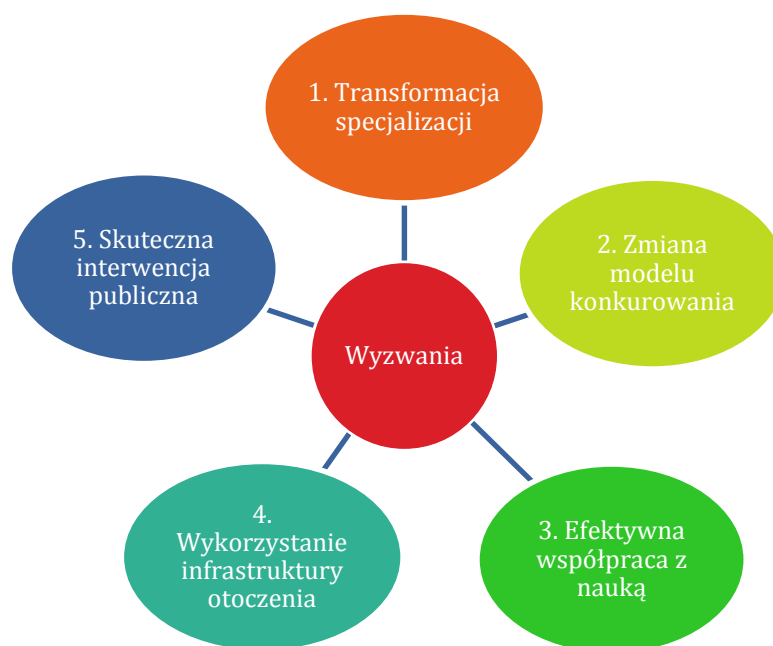 1. Transformacja
specjalizacji
2. Zmiana
modelu
konkurowania
3. Efektywna
współpraca z
nauką
4.
Wykorzystanie
infrastruktury
otoczenia
5. Skuteczna
interwencja
publiczna
Wyzwania